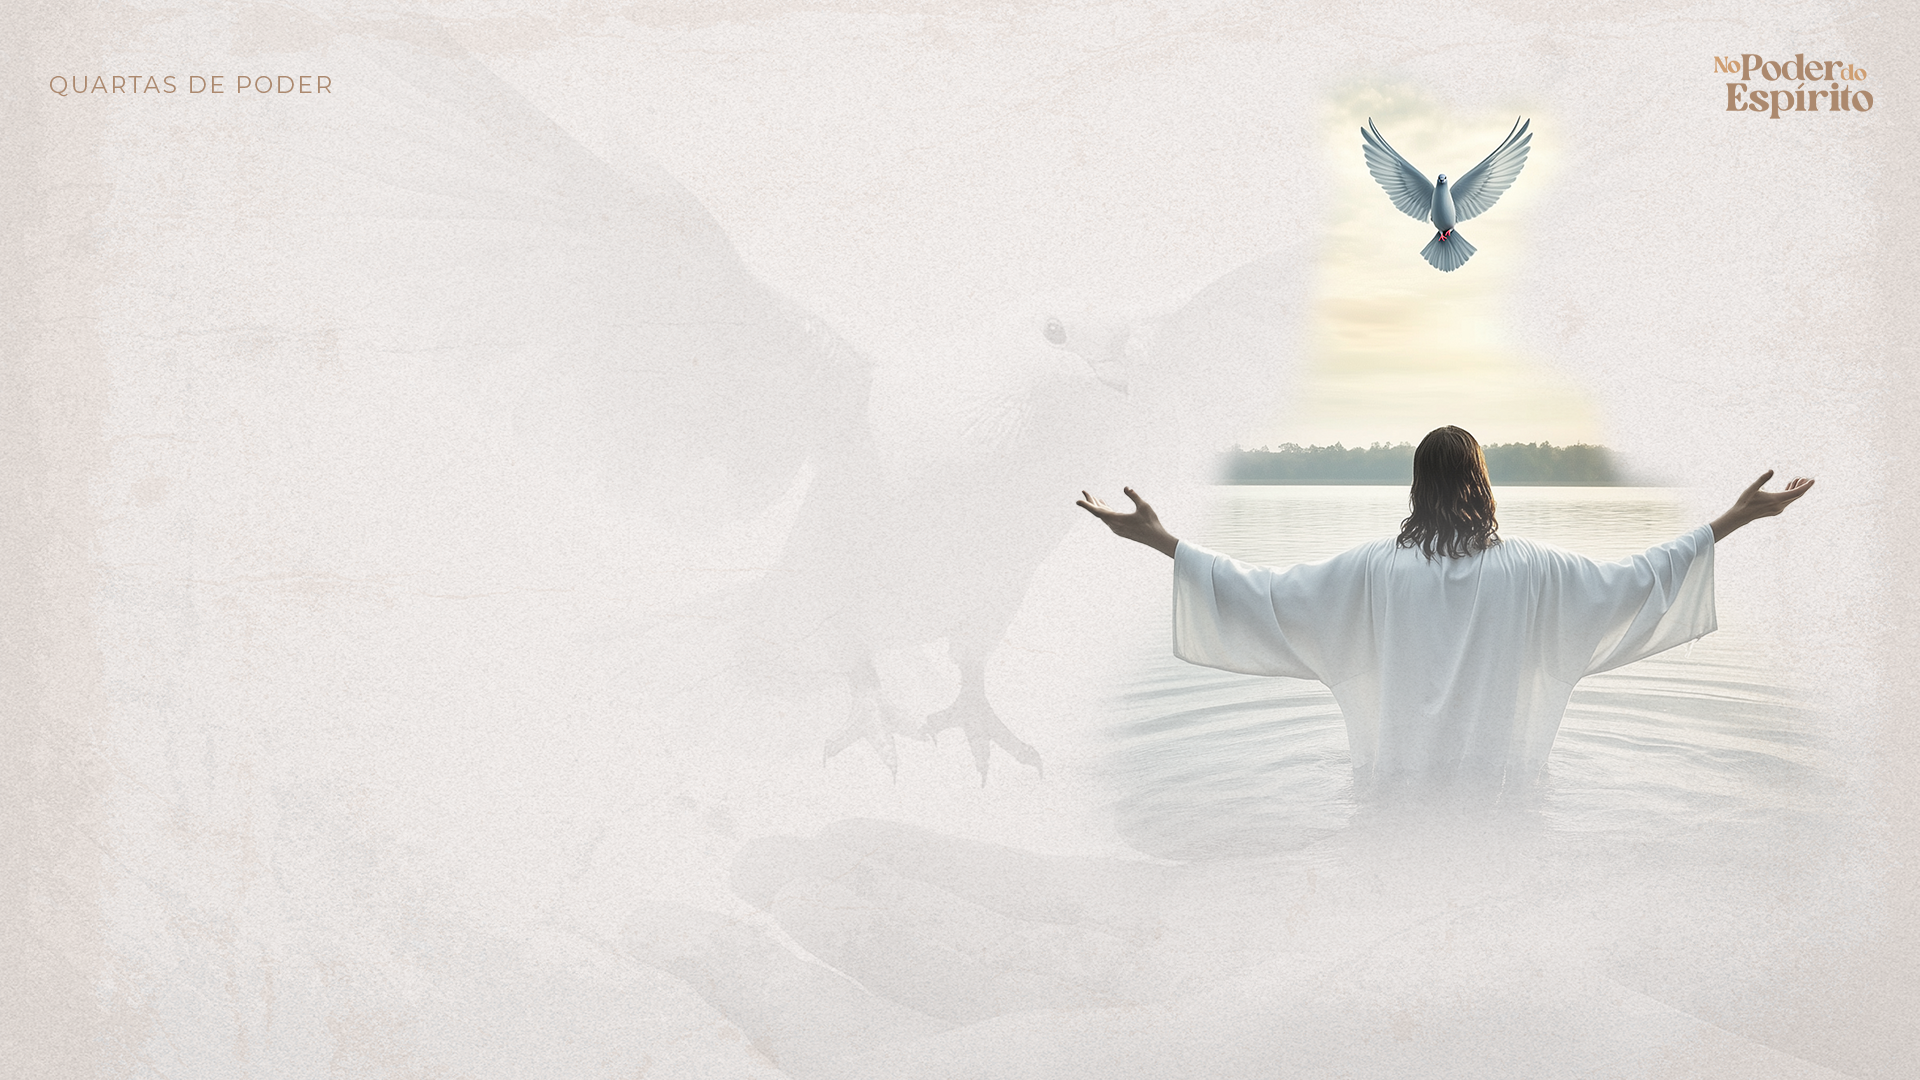 QUARTAS DE PODER
No Poder do
Espírito